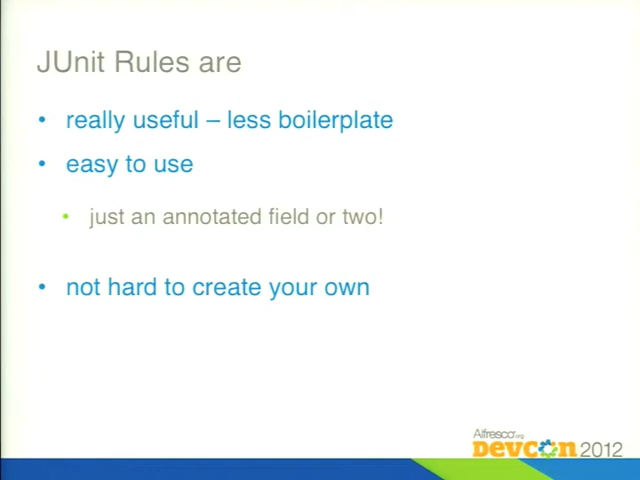 JUnit Rules are
• really useful – less boilerplate
• easy to use
• just an annotated field or two!
• not hard to create your own
Alfresco.org
Devcon 2012